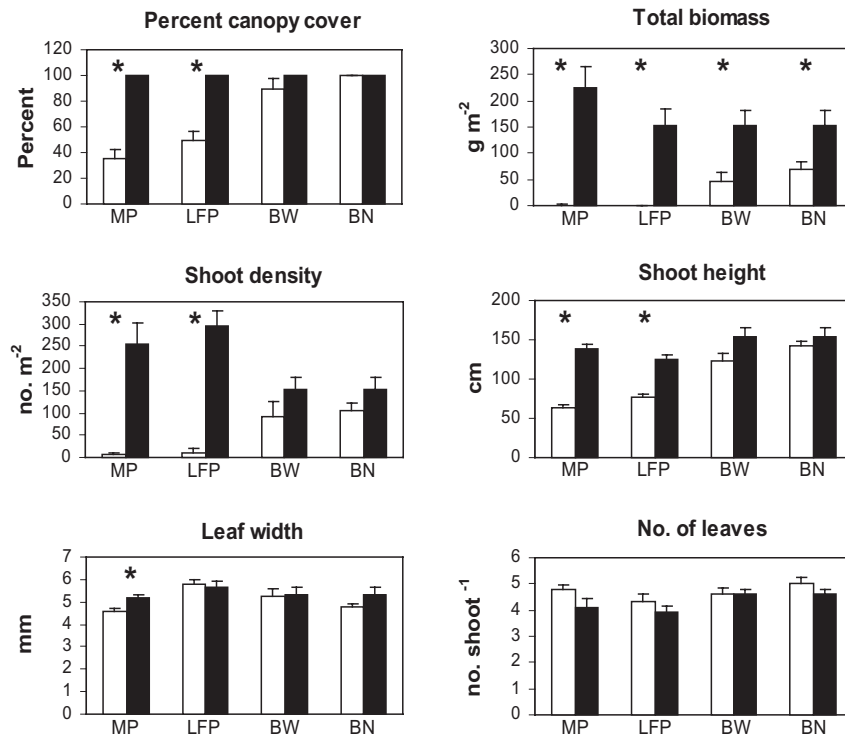 Percent canopy cover
120
100
80
60
40
20
0
Percent
* *
MP LFP BW BN
Total biomass
300
250
200
150
100
50
0
g m-2
* * * *
MP LFP BW BN
Shoot density
350
300
250
200
150
100
50
0
no. m-2
* *
MP LFP BW BN
Shoot height
200
150
100
50
0
cm
* *
MP LFP BW BN
Leaf width
7
6
5
4
3
2
1
0
mm
*
MP LFP BW BN
No. of leaves
6
5
4
3
2
1
0
no. shoot -1
MP LFP BW BN